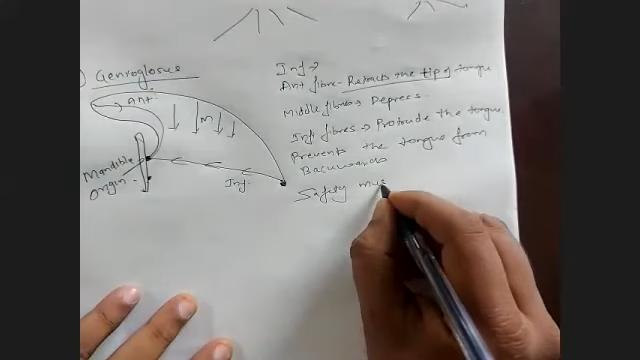 ) Genioglosus
Ant.
M
Mandible
Origin.
Inf.
Inf →
Ant fibre - Retracts the tip of tongue
Middle fibres → Depress.
Inf fibres → Protrude the tongue.
Prevents the tongue from
Backwards
Safety mus